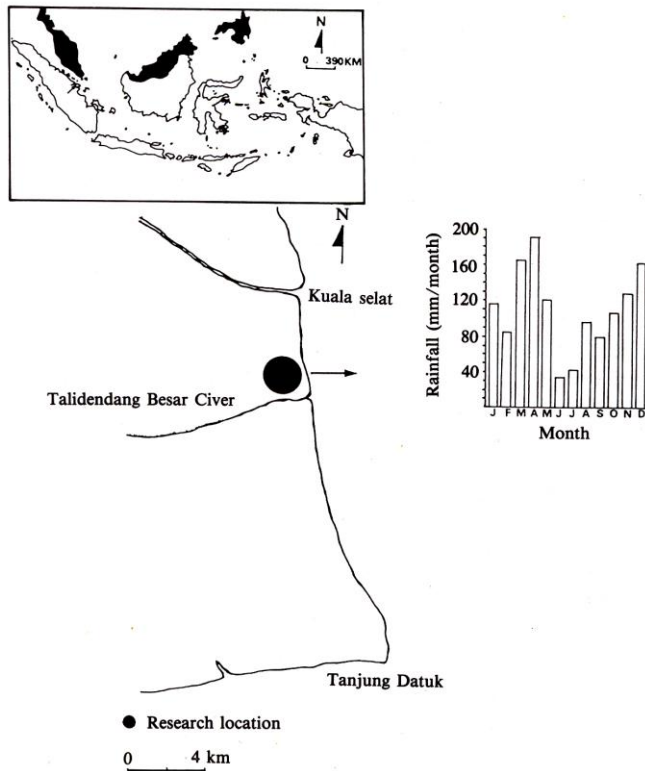 N
0 390KM
N
Kuala selat
Talidendang Besar Civer
Tanjung Datuk
Research location
0 4 km
Rainfall (mm/month)
200
160
120
80
40
J F M A M J J A S O N D
Month